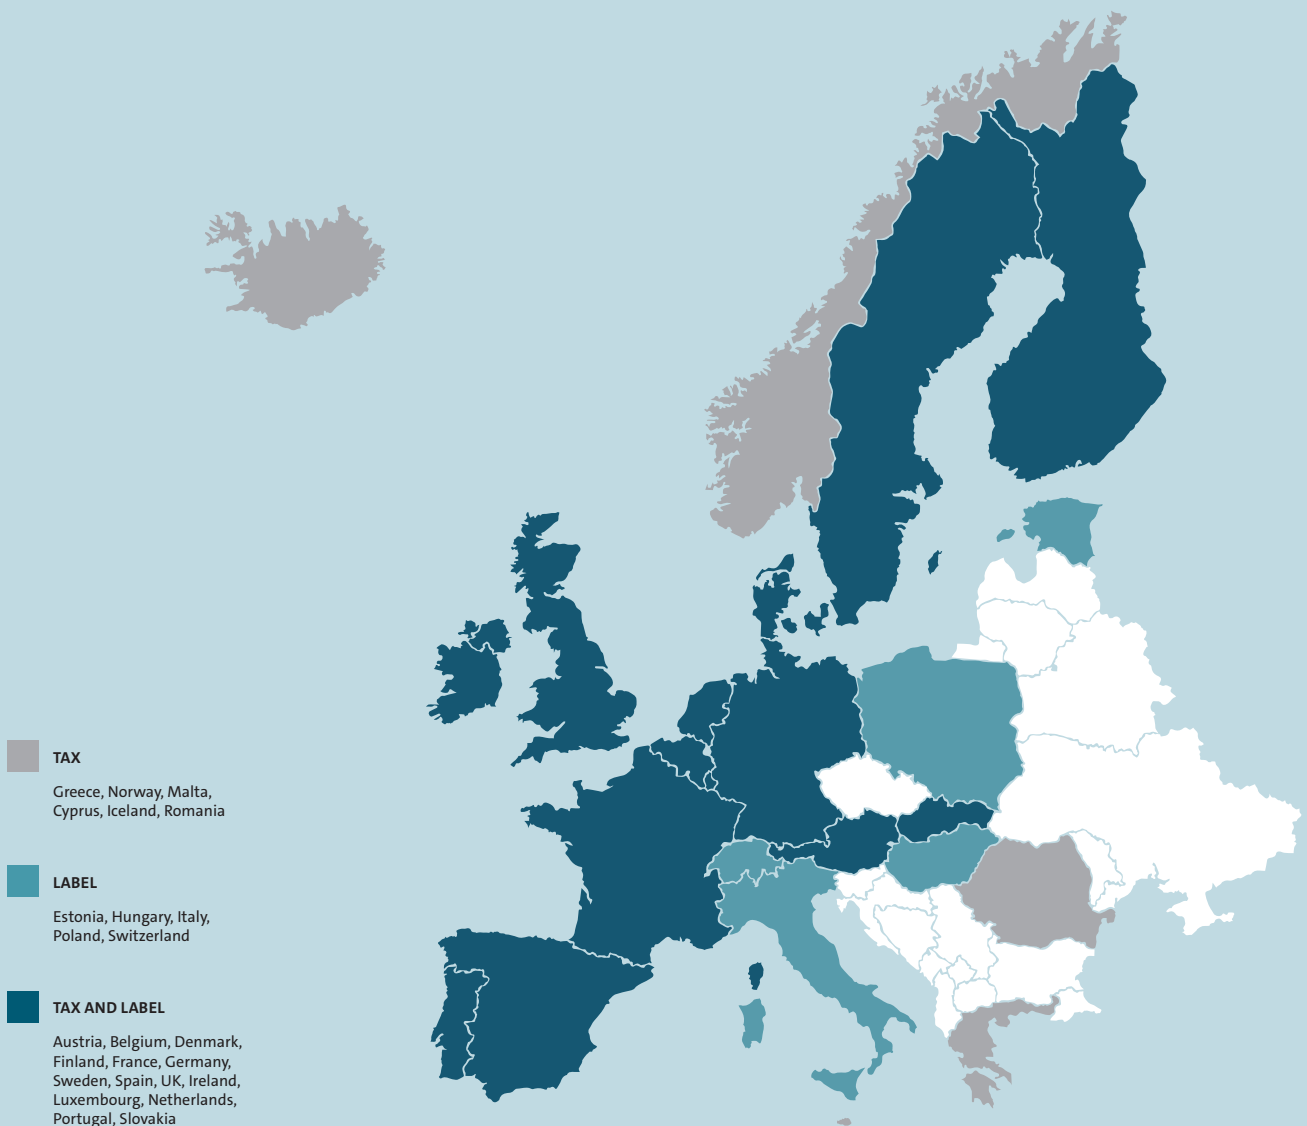 TAX
Greece, Norway, Malta,
Cyprus, Iceland, Romania
LABEL
Estonia, Hungary, Italy,
Poland, Switzerland
TAX AND LABEL
Austria, Belgium, Denmark,
Finland, France, Germany,
Sweden, Spain, UK, Ireland,
Luxembourg, Netherlands,
Portugal, Slovakia